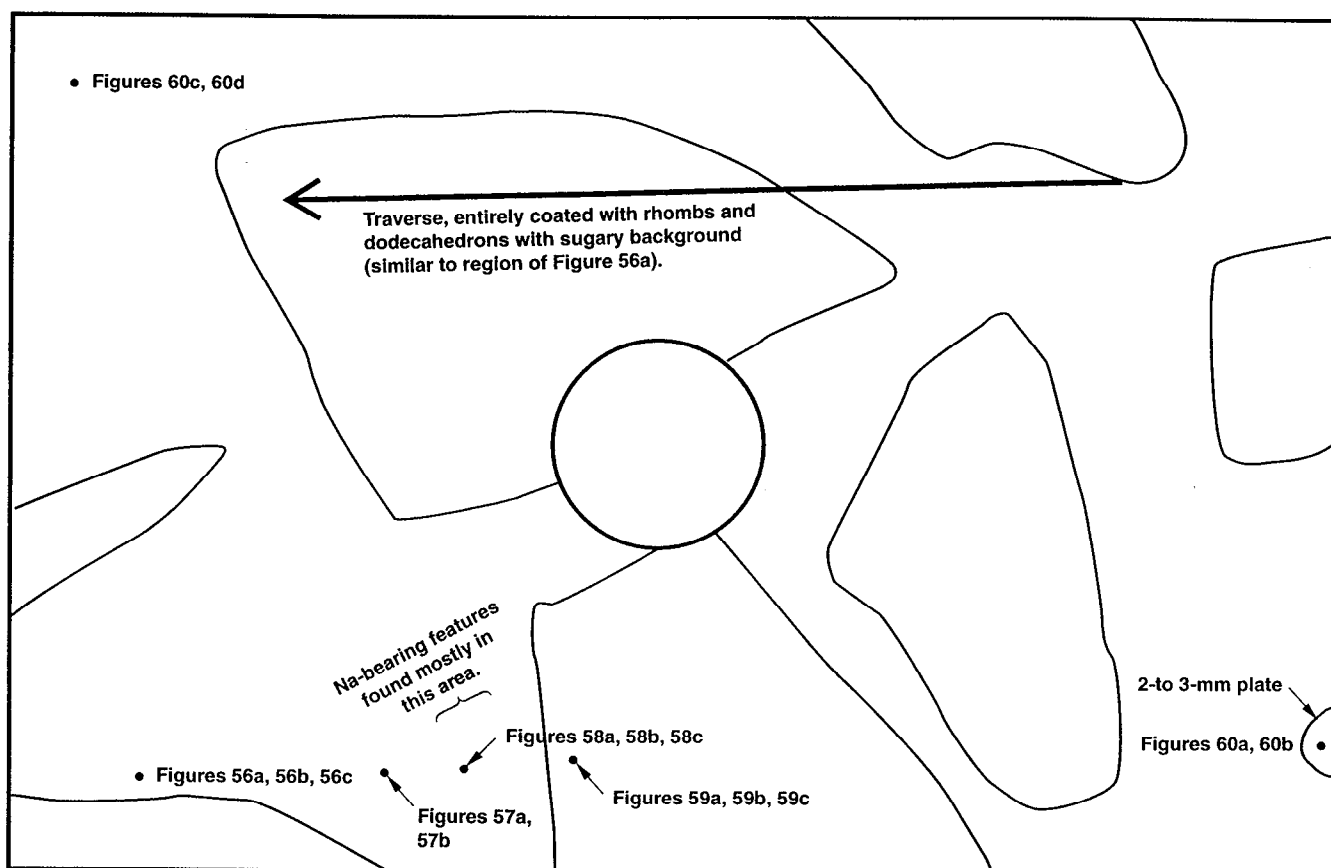 Figures 60c, 60d
Traverse, entirely coated with rhombs and
dodecahedrons with sugary background
(similar to region of Figure 56a).
Na-bearing features
found mostly in
this area.
2-to 3-mm plate
Figures 58a, 58b, 58c
Figures 60a, 60b
Figures 56a, 56b, 56c
Figures 59a, 59b, 59c
Figures 57a,
57b